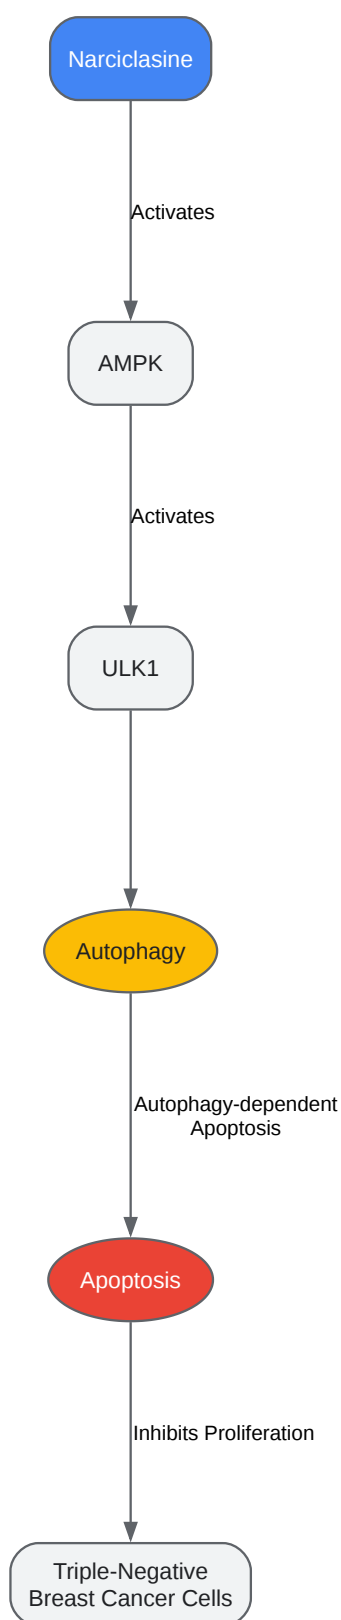 Narciclasine
Activates
AMPK
Activates
ULK1
Autophagy
Autophagy-dependent
Apoptosis
Apoptosis
Inhibits Proliferation
Triple-Negative
Breast Cancer Cells